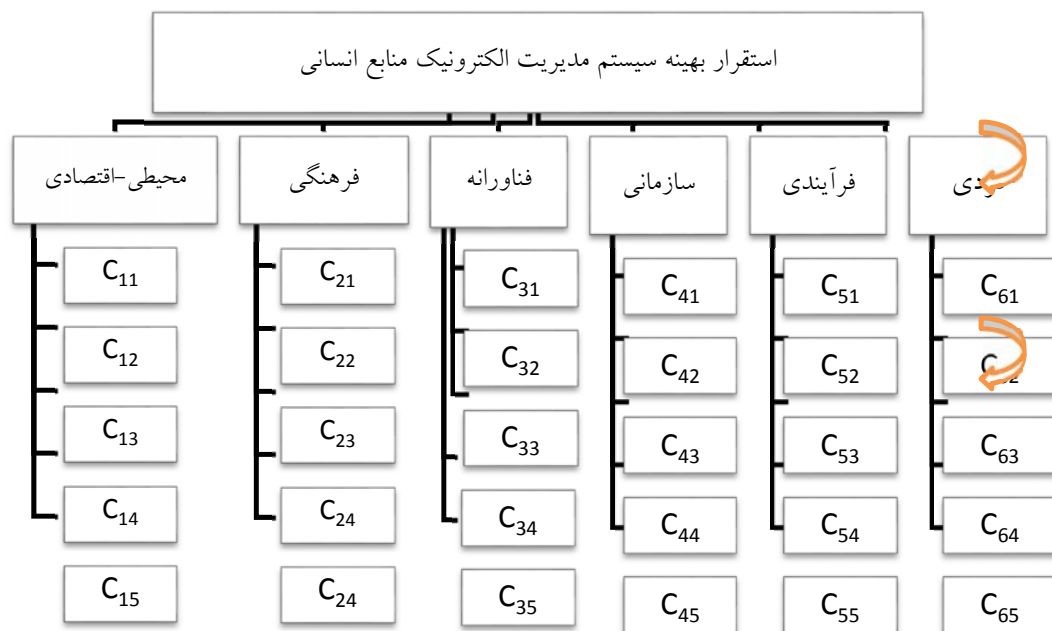 استقرار بهینه سیستم مدیریت الکترونیک منابع انسانی
فرآیندی
سازمانی
فناورانه
فرهنگی
محیطی-اقتصادی
C61
C51
C41
C31
C21
C11
C52
C42
C32
C22
C12
C63
C53
C43
C33
C23
C13
C64
C54
C44
C34
C24
C14
C65
C55
C45
C35
C24
C15